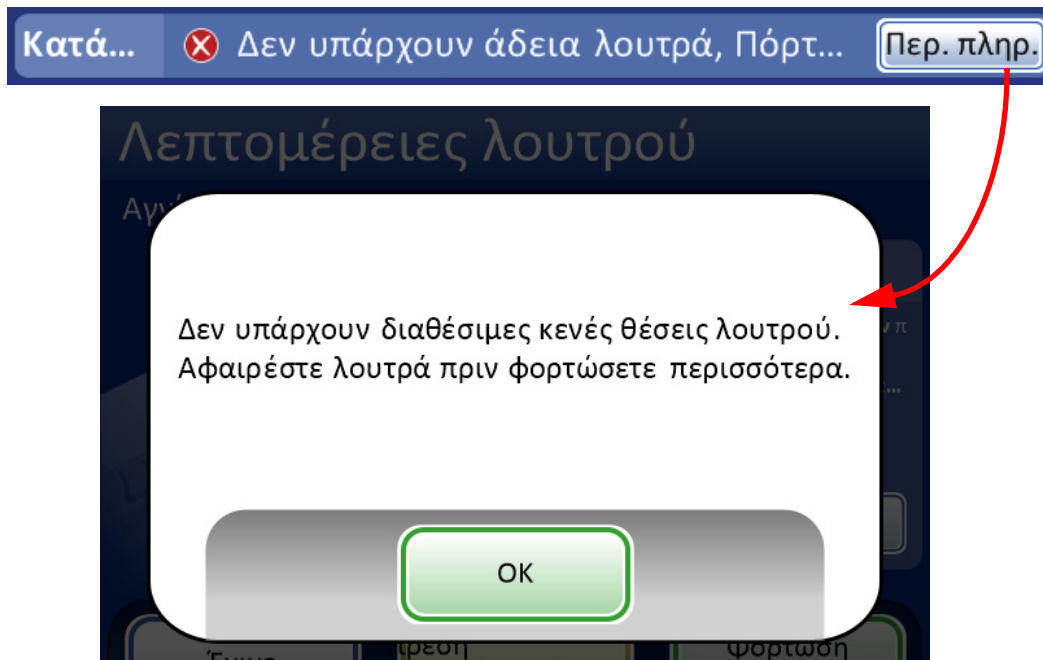 Κατά... Δεν υπάρχουν άδεια λουτρά, Πόρτ... Περ. πληρ.
Λεπτομέρειες λουτρού
Δεν υπάρχουν διαθέσιμες κενές θέσεις λουτρού.
Αφαιρέστε λουτρά πριν φορτώσετε περισσότερα.
OK
Φόρτωση